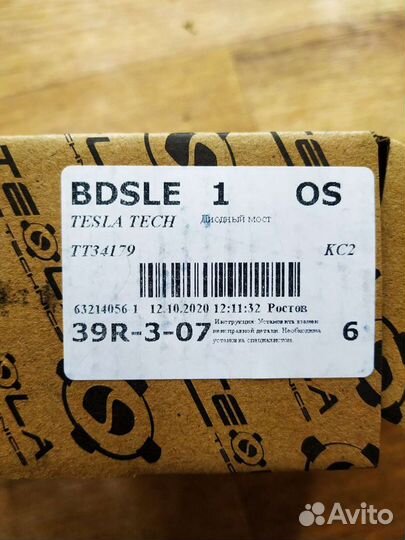 BDSLE 1 OS
TESLA TECH Диодный мост
TT34179 KC2
63214056 1 12.10.2020 12:11:32 Ростов
39R-3-07 Инструкция: Установить взамен неисправной детали. Необходима установка специалистом. 6
Avito